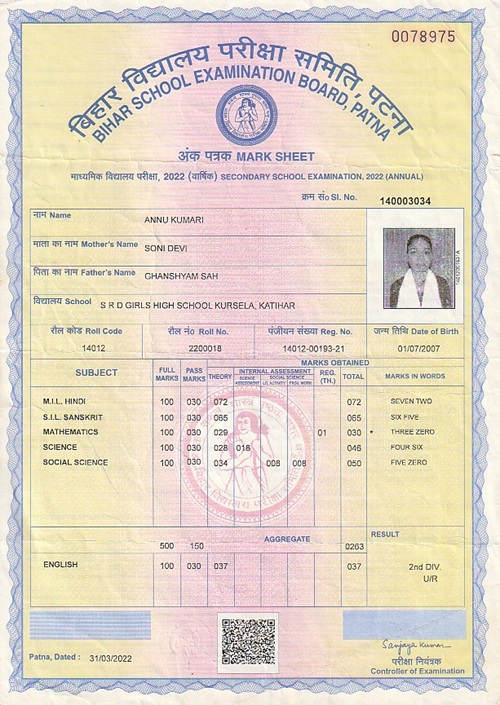 0078975
बिहार विद्यालय परीक्षा समिति, पटना
BIHAR SCHOOL EXAMINATION BOARD, PATNA
अंक पत्रक MARK SHEET
माध्यमिक विद्यालय परीक्षा, 2022 (वार्षिक) SECONDARY SCHOOL EXAMINATION, 2022 (ANNUAL)
क्रम सं० Sl. No. 140003034
नाम Name ANNU KUMARI
माता का नाम Mother's Name SONI DEVI
पिता का नाम Father's Name GHANSHYAM SAH
विद्यालय School S R D GIRLS HIGH SCHOOL KURSELA, KATIHAR
रौल कोड Roll Code रौल नं० Roll No. पंजीयन संख्या Reg. No. जन्म तिथि Date of Birth
14012 2200018 14012-00193-21 01/07/2007
MARKS OBTAINED
SUBJECT FULL MARKS PASS MARKS THEORY INTERNAL ASSESSMENT REG. (TH.) TOTAL MARKS IN WORDS
SCIENCE SOCIAL SCIENCE
ASSESSMENT LIT. ACTIVITY PROJ. WORK
M.I.L. HINDI 100 030 072 072 SEVEN TWO
S.I.L. SANSKRIT 100 030 065 065 SIX FIVE
MATHEMATICS 100 030 029 01 030 * THREE ZERO
SCIENCE 100 030 028 018 046 FOUR SIX
SOCIAL SCIENCE 100 030 034 008 008 050 FIVE ZERO
500 150 AGGREGATE 0263 RESULT
ENGLISH 100 030 037 037 2nd DIV.
U/R
Patna, Dated : 31/03/2022
Sanjaya Kumar
परीक्षा नियंत्रक
Controller of Examination